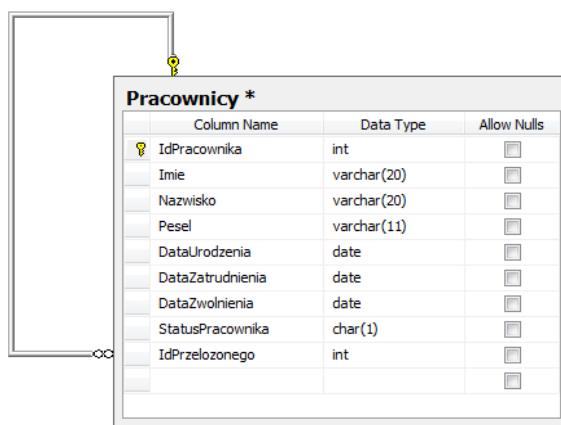 Pracownicy *
Column Name Data Type Allow Nulls
IdPracownika int
Imie varchar(20)
Nazwisko varchar(20)
Pesel varchar(11)
DataUrodzenia date
DataZatrudnienia date
DataZwolnienia date
StatusPracownika char(1)
IdPrzelozonego int